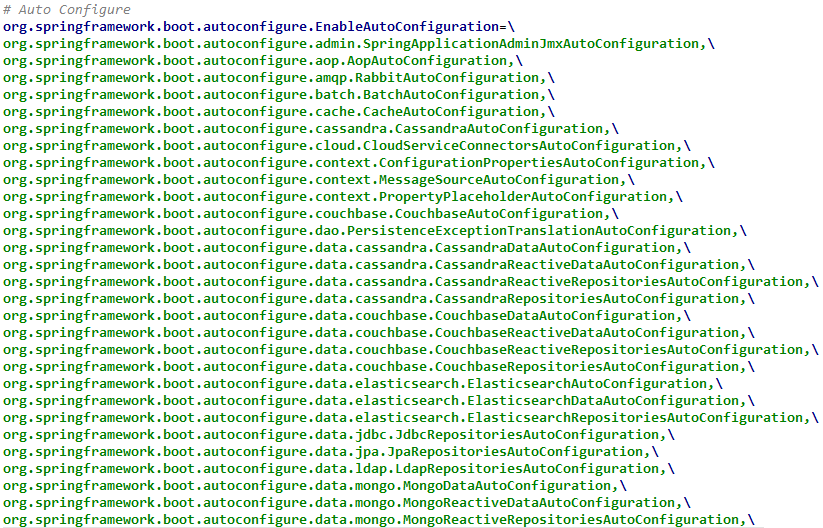 # Auto Configure
org.springframework.boot.autoconfigure.EnableAutoConfiguration=\
org.springframework.boot.autoconfigure.admin.SpringApplicationAdminJmxAutoConfiguration,\
org.springframework.boot.autoconfigure.aop.AopAutoConfiguration,\
org.springframework.boot.autoconfigure.amqp.RabbitAutoConfiguration,\
org.springframework.boot.autoconfigure.batch.BatchAutoConfiguration,\
org.springframework.boot.autoconfigure.cache.CacheAutoConfiguration,\
org.springframework.boot.autoconfigure.cassandra.CassandraAutoConfiguration,\
org.springframework.boot.autoconfigure.cloud.CloudServiceConnectorsAutoConfiguration,\
org.springframework.boot.autoconfigure.context.ConfigurationPropertiesAutoConfiguration,\
org.springframework.boot.autoconfigure.context.MessageSourceAutoConfiguration,\
org.springframework.boot.autoconfigure.context.PropertyPlaceholderAutoConfiguration,\
org.springframework.boot.autoconfigure.couchbase.CouchbaseAutoConfiguration,\
org.springframework.boot.autoconfigure.dao.PersistenceExceptionTranslationAutoConfiguration,\
org.springframework.boot.autoconfigure.data.cassandra.CassandraDataAutoConfiguration,\
org.springframework.boot.autoconfigure.data.cassandra.CassandraReactiveDataAutoConfiguration,\
org.springframework.boot.autoconfigure.data.cassandra.CassandraReactiveRepositoriesAutoConfiguration,\
org.springframework.boot.autoconfigure.data.cassandra.CassandraRepositoriesAutoConfiguration,\
org.springframework.boot.autoconfigure.data.couchbase.CouchbaseDataAutoConfiguration,\
org.springframework.boot.autoconfigure.data.couchbase.CouchbaseReactiveDataAutoConfiguration,\
org.springframework.boot.autoconfigure.data.couchbase.CouchbaseReactiveRepositoriesAutoConfiguration,\
org.springframework.boot.autoconfigure.data.couchbase.CouchbaseRepositoriesAutoConfiguration,\
org.springframework.boot.autoconfigure.data.elasticsearch.ElasticsearchAutoConfiguration,\
org.springframework.boot.autoconfigure.data.elasticsearch.ElasticsearchDataAutoConfiguration,\
org.springframework.boot.autoconfigure.data.elasticsearch.ElasticsearchRepositoriesAutoConfiguration,\
org.springframework.boot.autoconfigure.data.jdbc.JdbcRepositoriesAutoConfiguration,\
org.springframework.boot.autoconfigure.data.jpa.JpaRepositoriesAutoConfiguration,\
org.springframework.boot.autoconfigure.data.ldap.LdapRepositoriesAutoConfiguration,\
org.springframework.boot.autoconfigure.data.mongo.MongoDataAutoConfiguration,\
org.springframework.boot.autoconfigure.data.mongo.MongoReactiveDataAutoConfiguration,\
org.springframework.boot.autoconfigure.data.mongo.MongoReactiveRepositoriesAutoConfiguration,\